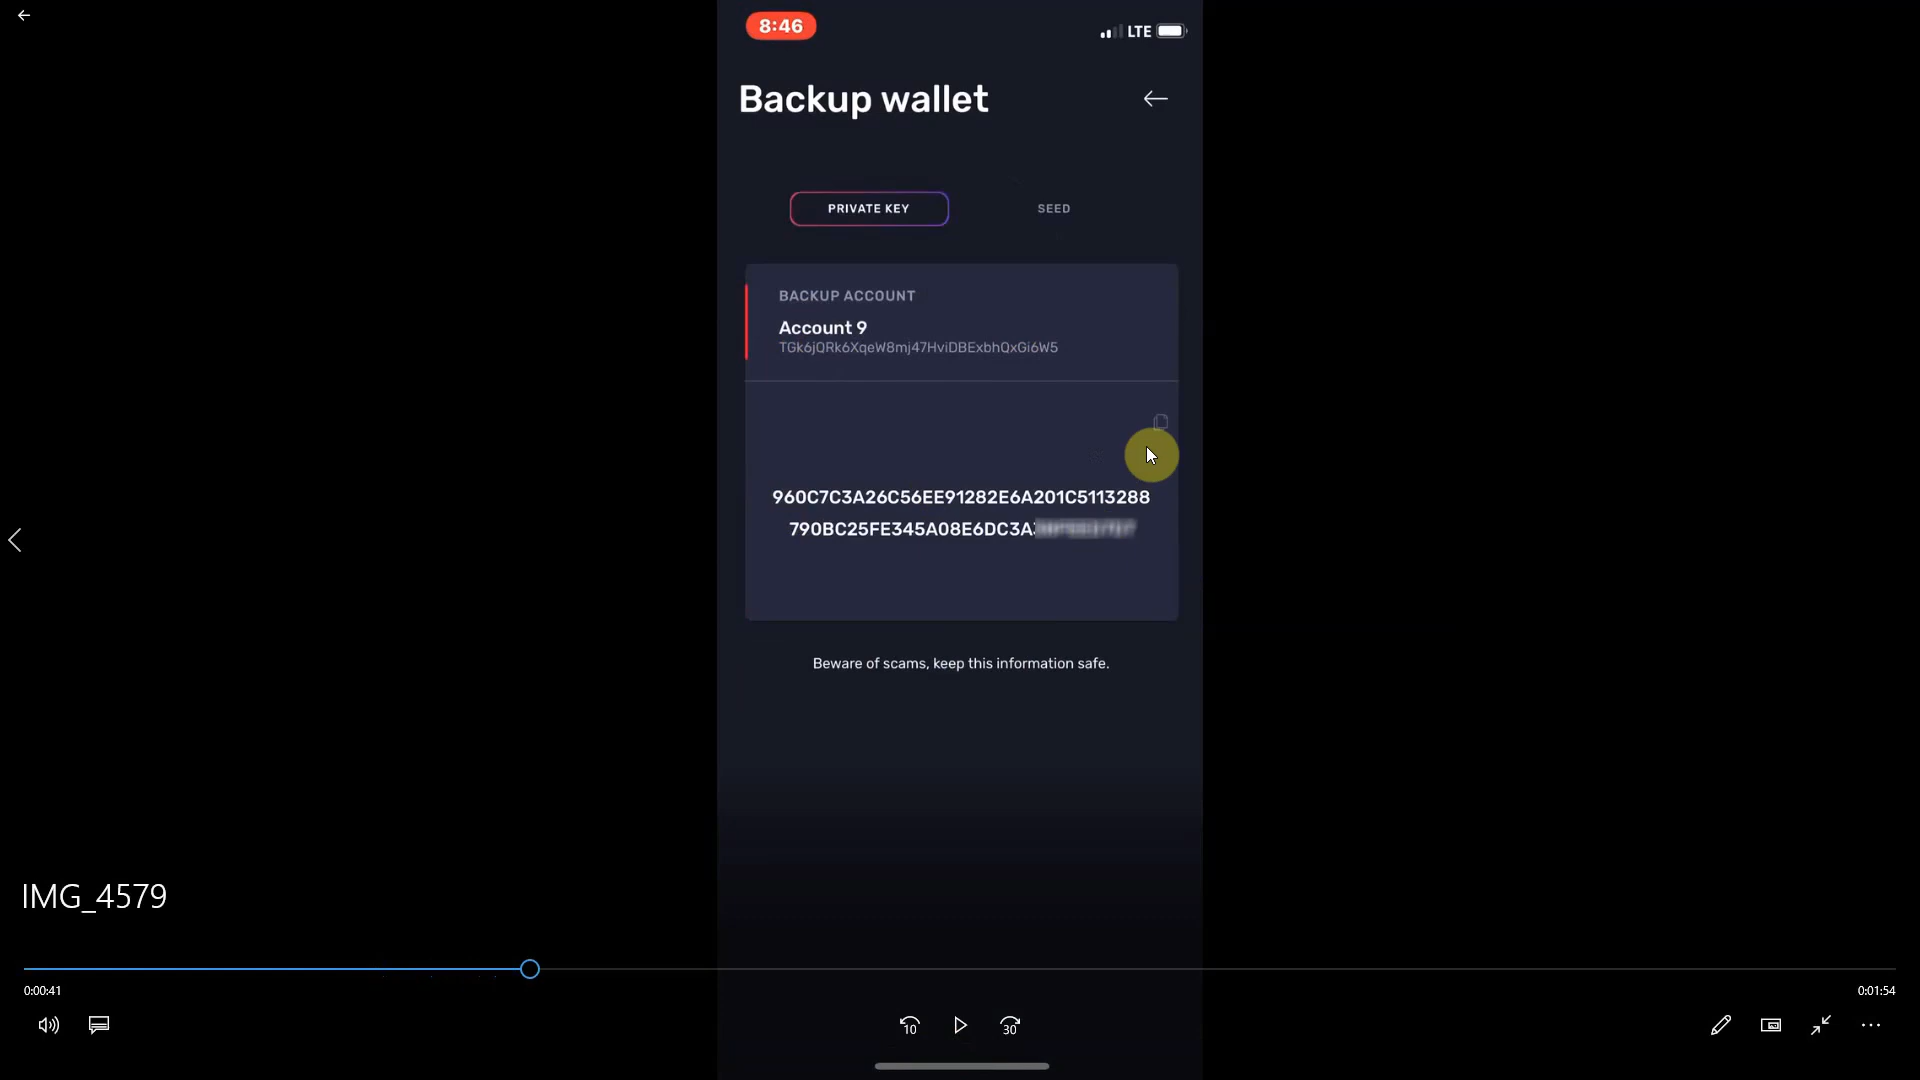 8:46
LTE
Backup wallet
PRIVATE KEY
SEED
BACKUP ACCOUNT
Account 9
TGk6jQRk6XqeW8mj47HviDBExbhQxGi6W5
960C7C3A26C56EE91282E6A201C5113288
790BC25FE345A08E6DC3A
Beware of scams, keep this information safe.
IMG_4579
0:00:41
0:01:54
10
30